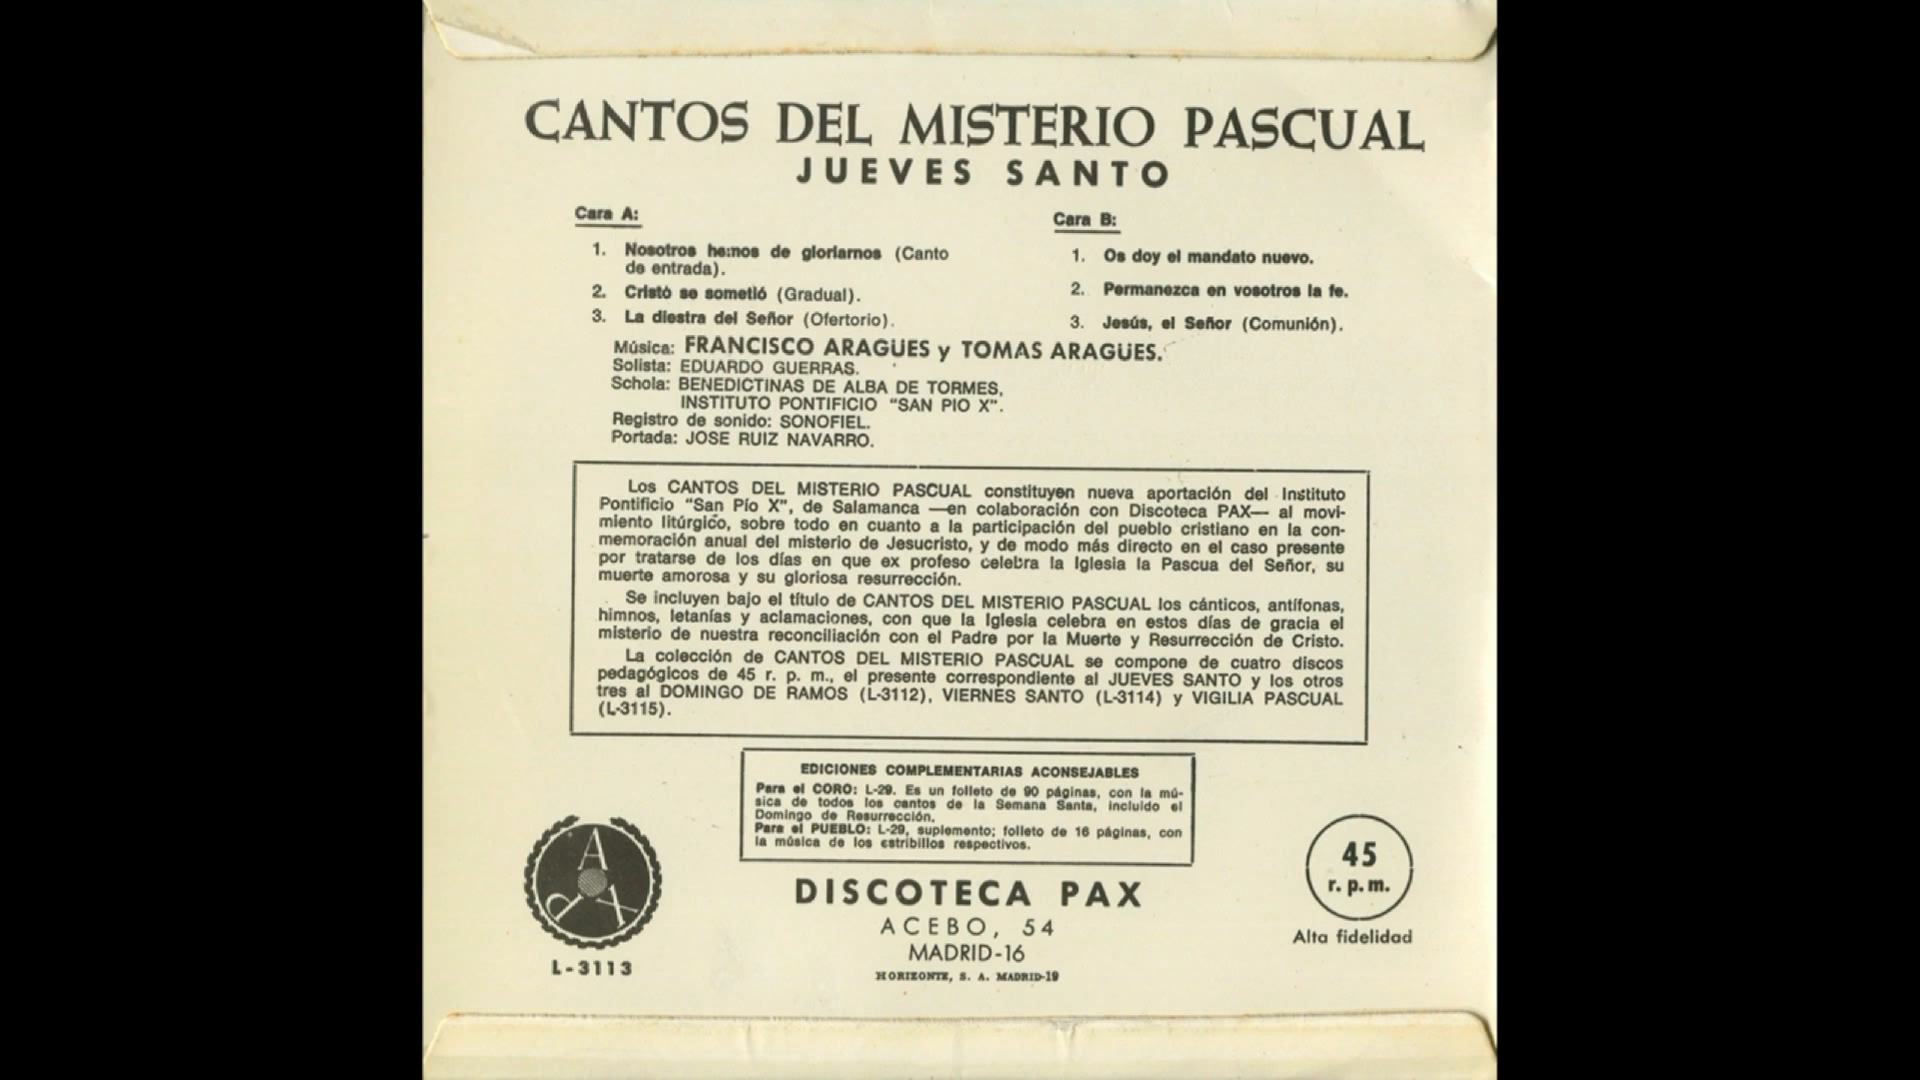 CANTOS DEL MISTERIO PASCUAL
JUEVES SANTO
Cara A:
1. Nosotros hemos de gloriarnos (Canto
de entrada).
2. Cristo se sometió (Gradual).
3. La diestra del Señor (Ofertorio).
Cara B:
1. Os doy el mandato nuevo.
2. Permanezca en vosotros la fe.
3. Jesús, el Señor (Comunión).
Música: FRANCISCO ARAGÜES y TOMAS ARAGÜES.
Solista: EDUARDO GUERRAS.
Schola: BENEDICTINAS DE ALBA DE TORMES,
INSTITUTO PONTIFICIO "SAN PIO X".
Registro de sonido: SONOFIEL.
Portada: JOSE RUIZ NAVARRO.
Los CANTOS DEL MISTERIO PASCUAL constituyen nueva aportación del Instituto
Pontificio "San Pío X", de Salamanca —en colaboración con Discoteca PAX— al movi-
miento litúrgico, sobre todo en cuanto a la participación del pueblo cristiano en la con-
memoración anual del misterio de Jesucristo, y de modo más directo en el caso presente
por tratarse de los días en que ex profeso celebra la Iglesia la Pascua del Señor, su
muerte amorosa y su gloriosa resurrección.
Se incluyen bajo el título de CANTOS DEL MISTERIO PASCUAL los cánticos, antífonas,
himnos, letanías y aclamaciones, con que la Iglesia celebra en estos días de gracia el
misterio de nuestra reconciliación con el Padre por la Muerte y Resurrección de Cristo.
La colección de CANTOS DEL MISTERIO PASCUAL se compone de cuatro discos
pedagógicos de 45 r. p. m., el presente correspondiente al JUEVES SANTO y los otros
tres al DOMINGO DE RAMOS (L-3112), VIERNES SANTO (L-3114) y VIGILIA PASCUAL
(L-3115).
EDICIONES COMPLEMENTARIAS ACONSEJABLES
Para el CORO: L-29. Es un folleto de 90 páginas, con la mú-
sica de todos los cantos de la Semana Santa, incluido el
Domingo de Resurrección.
Para el PUEBLO: L-29, suplemento; folleto de 16 páginas, con
la música de los estribillos respectivos.
PAX
L-3113
DISCOTECA PAX
ACEBO, 54
MADRID-16
HORIZONTE, S. A. MADRID-19
45
r. p. m.
Alta fidelidad